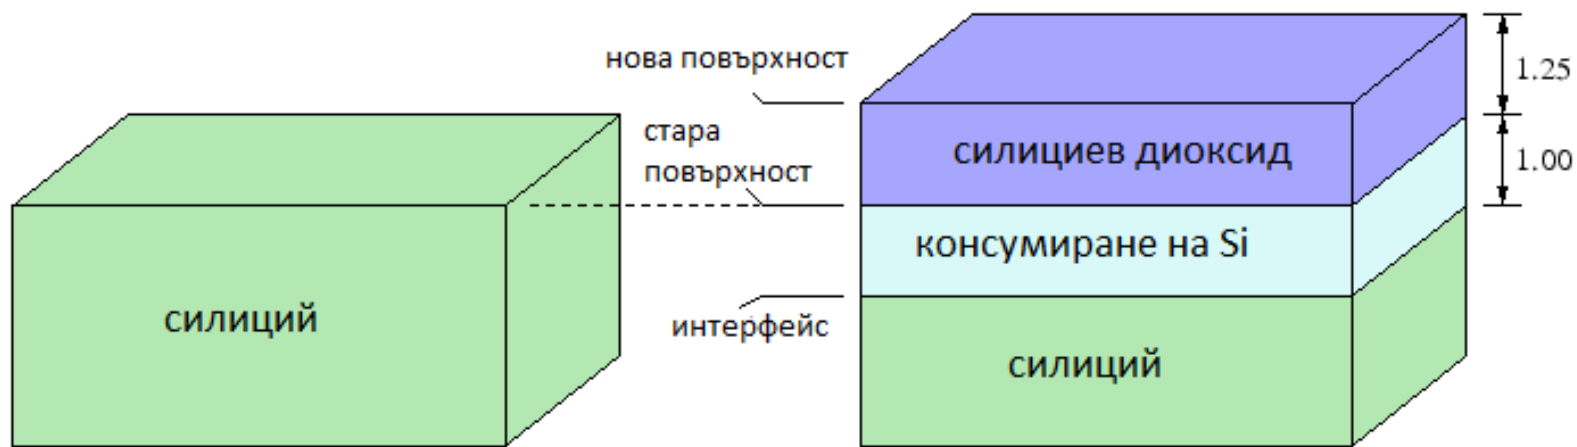 нова повърхност
1.25
стара
повърхност
силициев диоксид
1.00
консумиране на Si
силиций
интерфейс
силиций